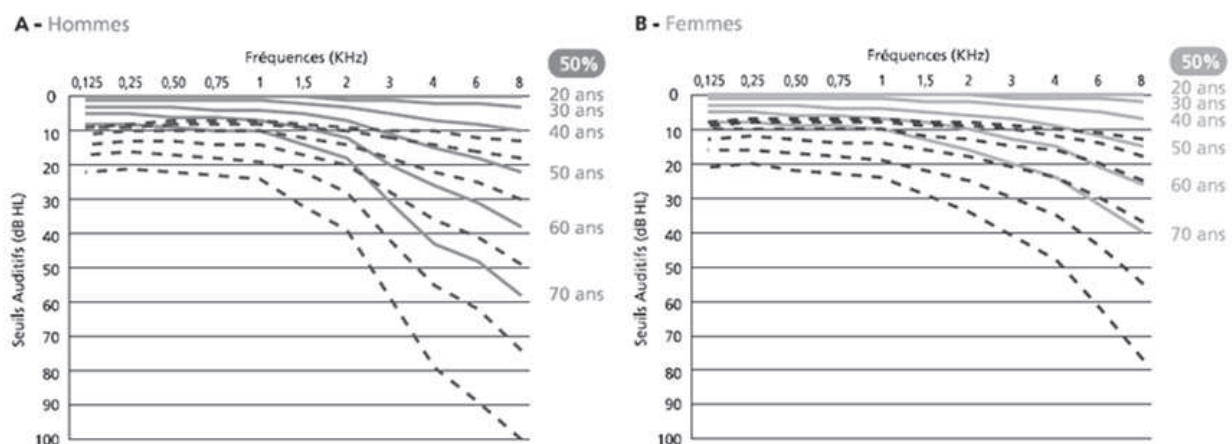 A - Hommes
Fréquences (KHz)
0,125 0,25 0,50 0,75 1 1,5 2 3 4 6 8
50%
Seuils Auditifs (dB HL)
0
10
20
30
40
50
60
70
80
90
100
20 ans
30 ans
40 ans
50 ans
60 ans
70 ans
B - Femmes
Fréquences (KHz)
0,125 0,25 0,50 0,75 1 1,5 2 3 4 6 8
50%
Seuils Auditifs (dB HL)
0
10
20
30
40
50
60
70
80
90
100
20 ans
30 ans
40 ans
50 ans
60 ans
70 ans